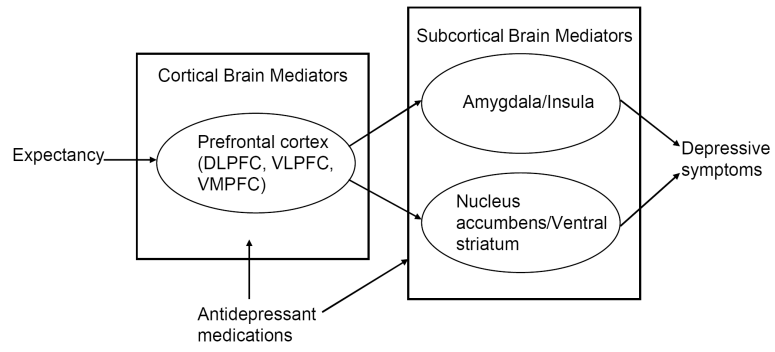 Subcortical Brain Mediators
Cortical Brain Mediators
Amygdala/Insula
Expectancy
Prefrontal cortex
(DLPFC, VLPFC,
VMPFC)
Depressive
symptoms
Nucleus
accumbens/Ventral
striatum
Antidepressant
medications